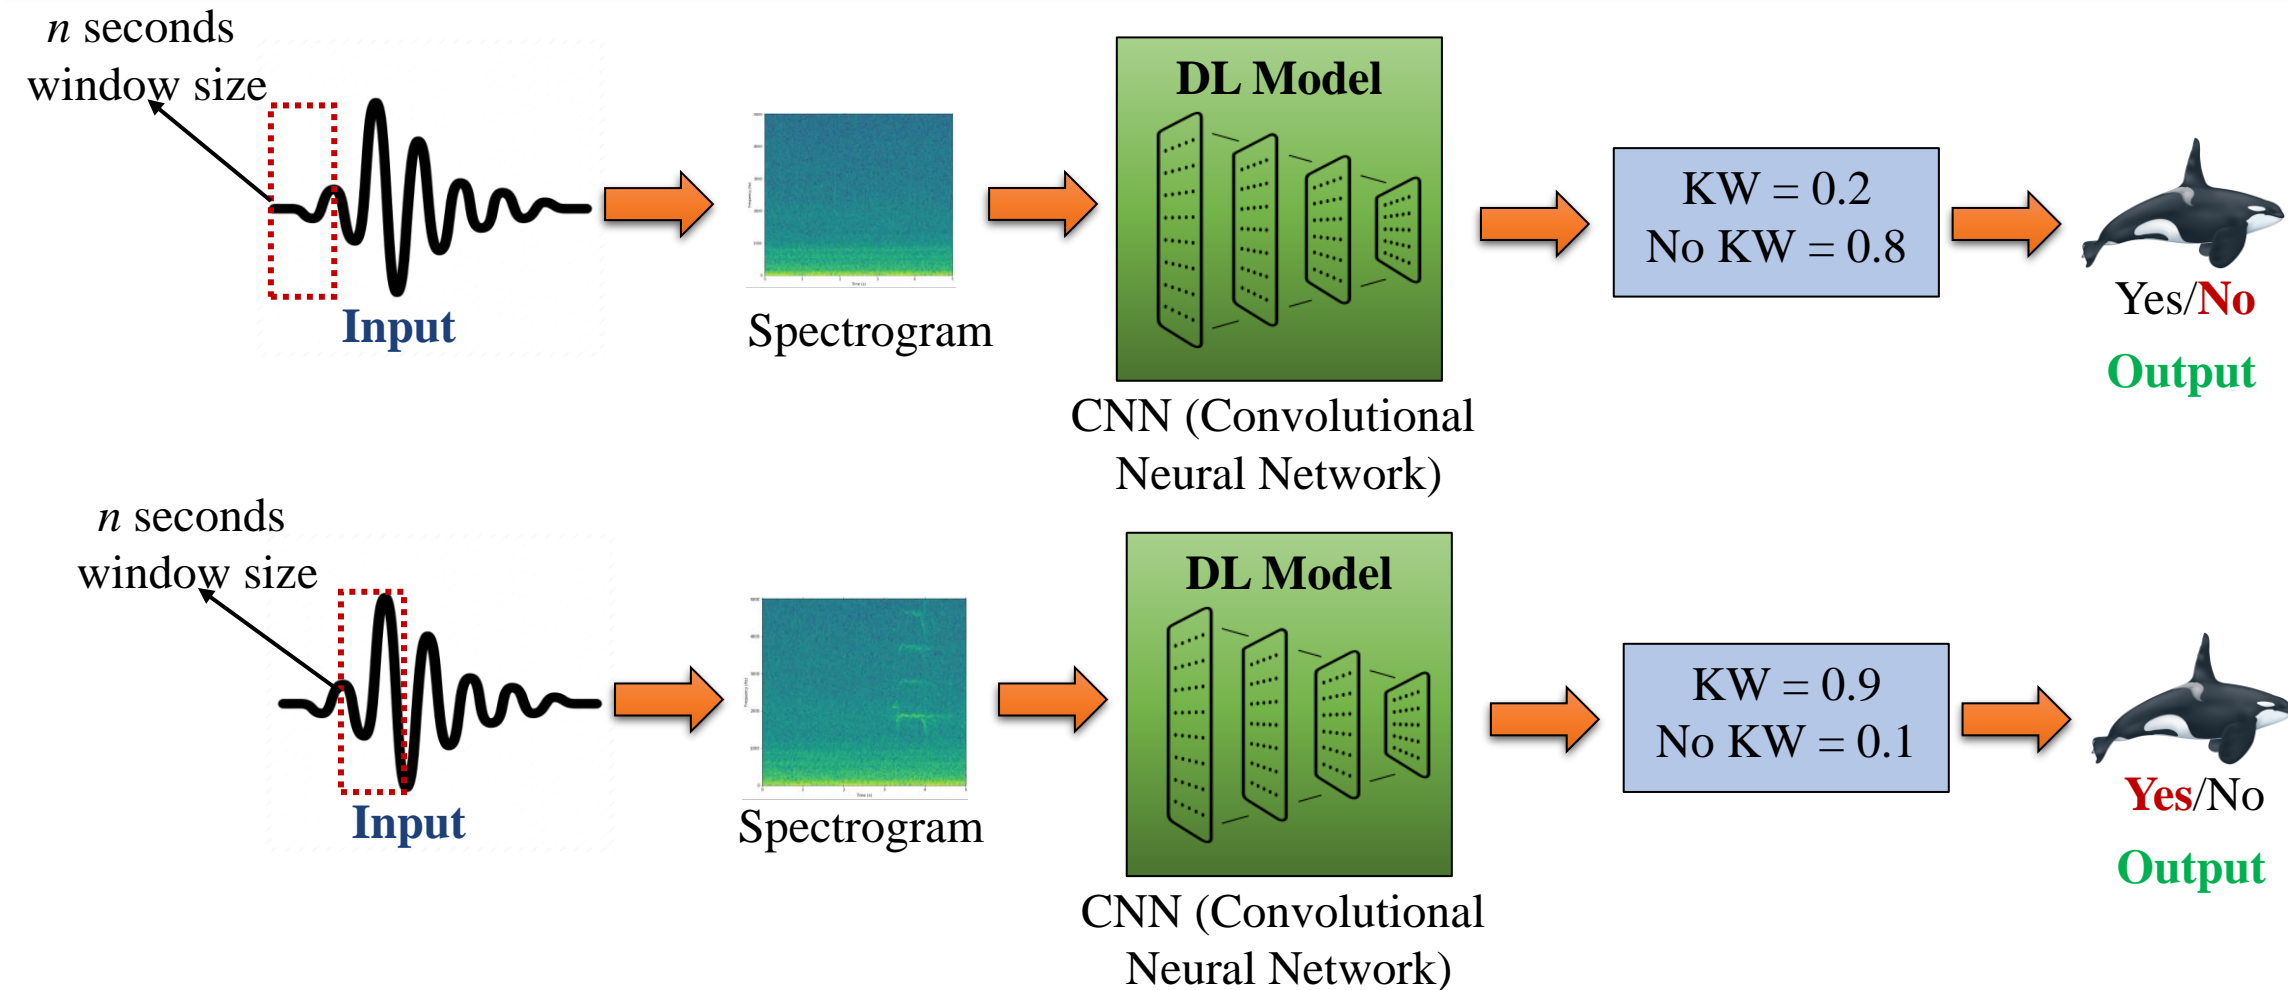 n seconds
window size
Input
Spectrogram
DL Model
CNN (Convolutional
Neural Network)
KW = 0.2
No KW = 0.8
Yes/No
Output
n seconds
window size
Input
Spectrogram
DL Model
CNN (Convolutional
Neural Network)
KW = 0.9
No KW = 0.1
Yes/No
Output